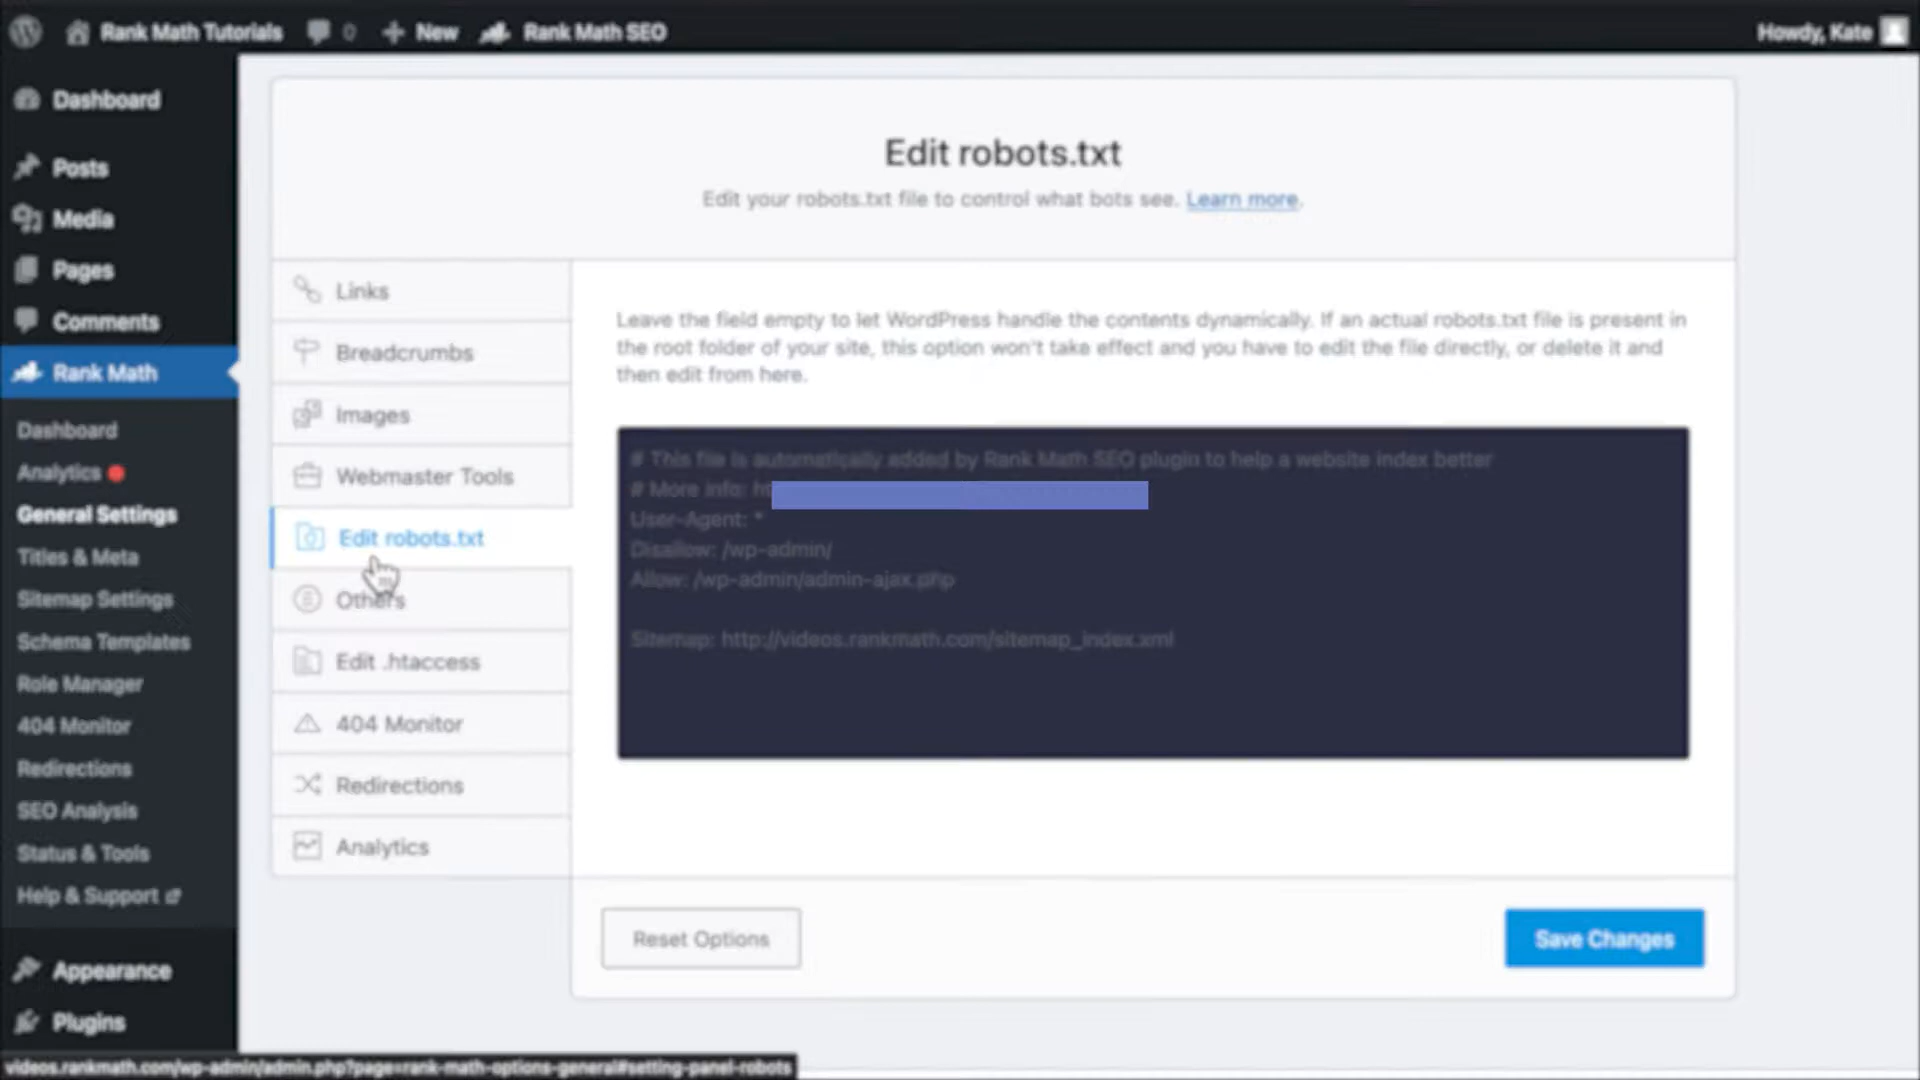 Rank Math Tutorials 0 New Rank Math SEO Howdy, Kate
Dashboard
Posts
Media
Pages
Comments
Rank Math
Dashboard
Analytics
General Settings
Titles & Meta
Sitemap Settings
Schema Templates
Role Manager
404 Monitor
Redirections
SEO Analysis
Status & Tools
Help & Support
Appearance
Plugins
Edit robots.txt
Edit your robots.txt file to control what bots see. Learn more.
Links
Breadcrumbs
Images
Webmaster Tools
Edit robots.txt
Others
Edit .htaccess
404 Monitor
Redirections
Analytics
Leave the field empty to let WordPress handle the contents dynamically. If an actual robots.txt file is present in
the root folder of your site, this option won't take effect and you have to edit the file directly, or delete it and
then edit from here.
# This file is automatically added by Rank Math SEO plugin to help a website index better
# More info:
User-Agent: *
Disallow: /wp-admin/
Allow: /wp-admin/admin-ajax.php
Sitemap: http://videos.rankmath.com/sitemap_index.xml
Reset Options
Save Changes
videos.rankmath.com/wp-admin/admin.php?page=rank-math-options-general#setting-panel-robots